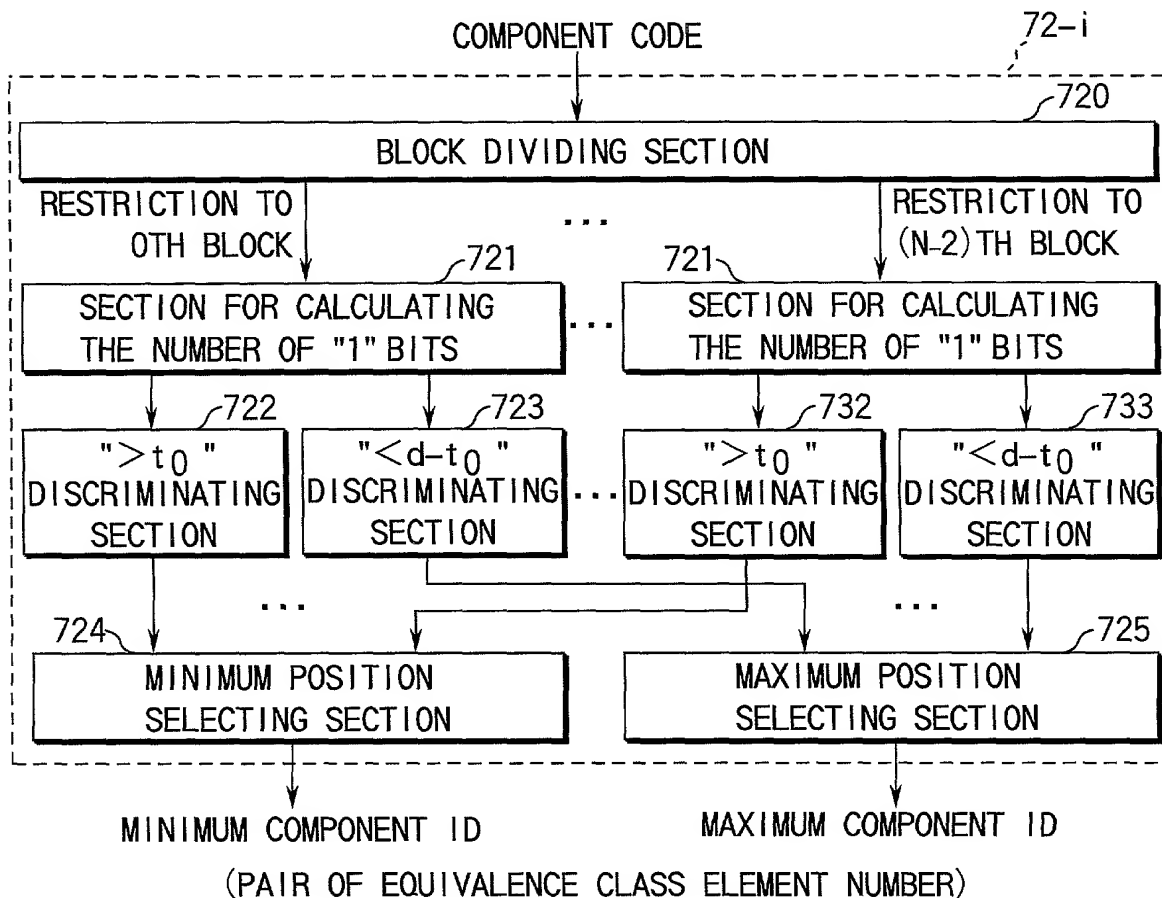 COMPONENT CODE
72-i
720
BLOCK DIVIDING SECTION
RESTRICTION TO
0TH BLOCK
...
RESTRICTION TO
(N-2)TH BLOCK
721
721
SECTION FOR CALCULATING
THE NUMBER OF "1" BITS
...
SECTION FOR CALCULATING
THE NUMBER OF "1" BITS
722
723
732
733
">t0"
DISCRIMINATING
SECTION
"<d-t0"
DISCRIMINATING
SECTION
...
">t0"
DISCRIMINATING
SECTION
"<d-t0"
DISCRIMINATING
SECTION
...
...
724
725
MINIMUM POSITION
SELECTING SECTION
MAXIMUM POSITION
SELECTING SECTION
MINIMUM COMPONENT ID
MAXIMUM COMPONENT ID
(PAIR OF EQUIVALENCE CLASS ELEMENT NUMBER)